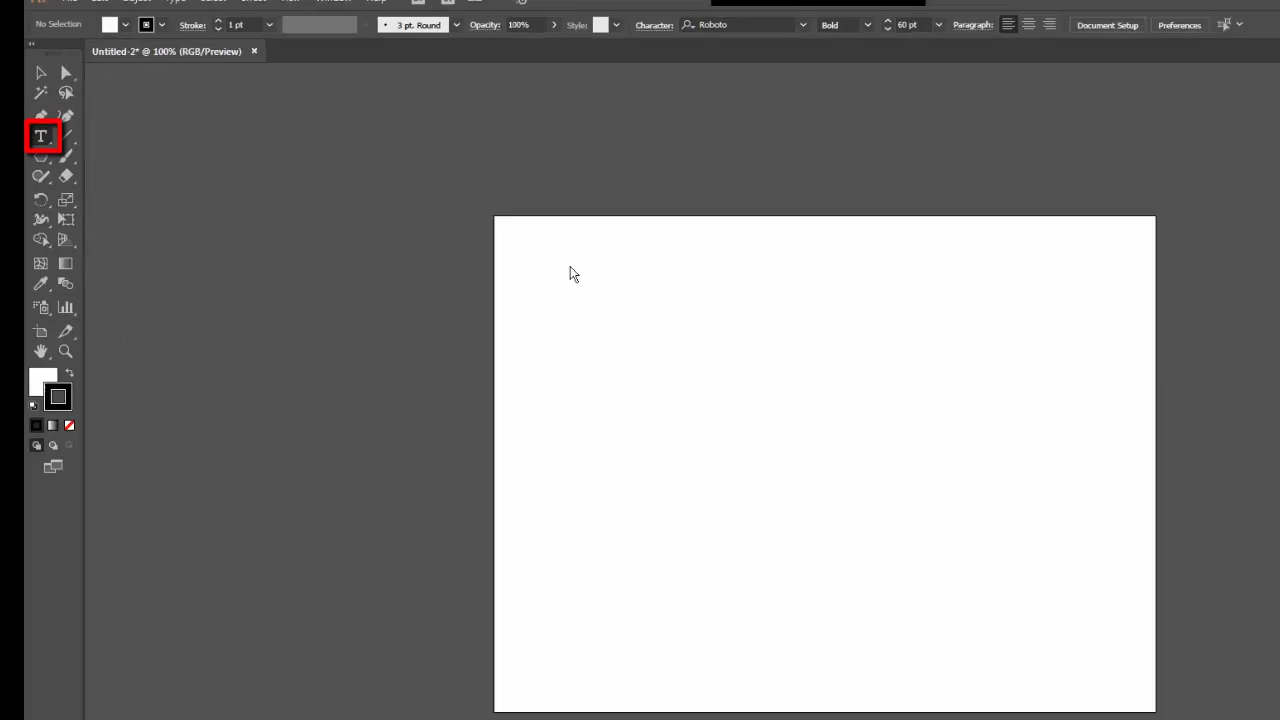 No Selection Stroke: 1 pt 3 pt. Round Opacity: 100% Style: Character: Roboto Bold 60 pt Paragraph: Document Setup Preferences
Untitled-2* @ 100% (RGB/Preview) ×
T